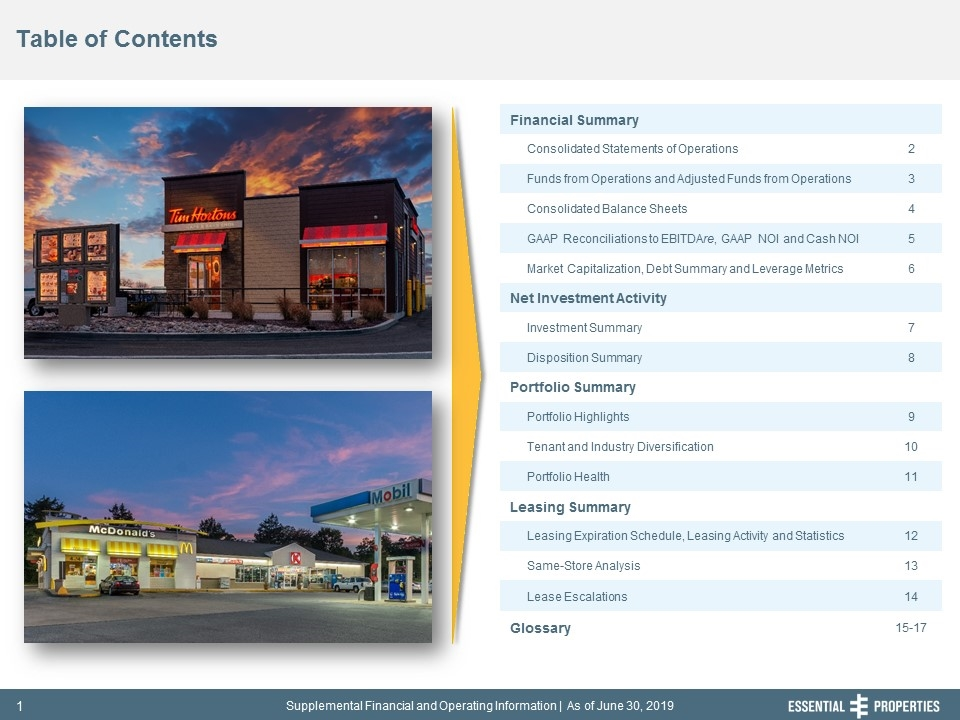 Table of Contents
Tim Hortons
McDonald's
Mobil
Financial Summary
Consolidated Statements of Operations 2
Funds from Operations and Adjusted Funds from Operations 3
Consolidated Balance Sheets 4
GAAP Reconciliations to EBITDAre, GAAP NOI and Cash NOI 5
Market Capitalization, Debt Summary and Leverage Metrics 6
Net Investment Activity
Investment Summary 7
Disposition Summary 8
Portfolio Summary
Portfolio Highlights 9
Tenant and Industry Diversification 10
Portfolio Health 11
Leasing Summary
Leasing Expiration Schedule, Leasing Activity and Statistics 12
Same-Store Analysis 13
Lease Escalations 14
Glossary 15-17
1
Supplemental Financial and Operating Information | As of June 30, 2019
ESSENTIAL PROPERTIES